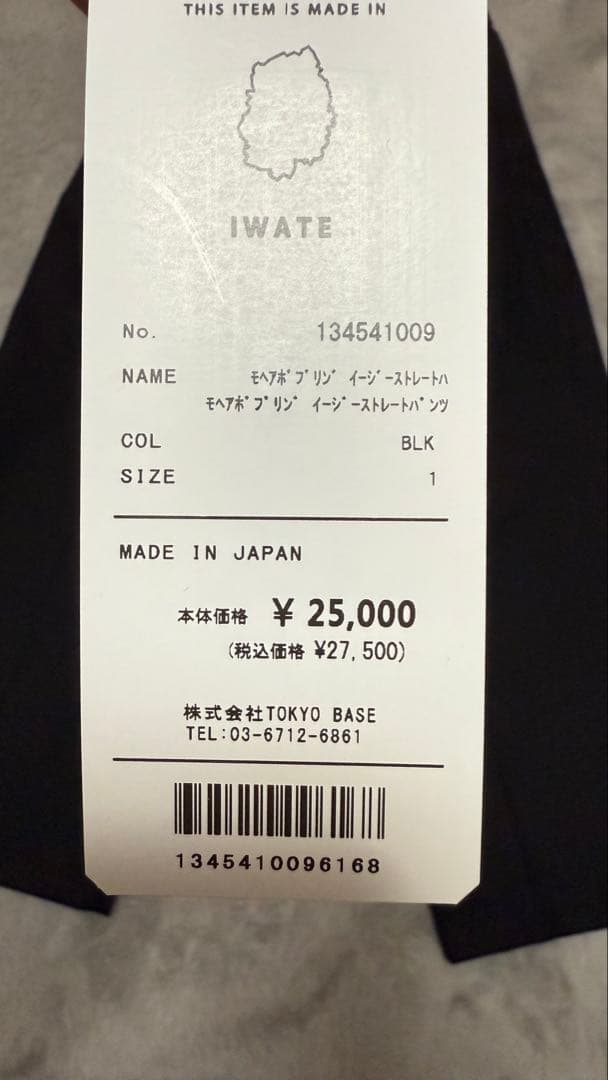 THIS ITEM IS MADE IN
IWATE
No. 134541009
NAME ﾓﾍｱﾎﾟﾌﾟﾘﾝ ｲｰｼﾞｰｽﾄﾚｰﾄﾊ
ﾓﾍｱﾎﾟﾌﾟﾘﾝ ｲｰｼﾞｰｽﾄﾚｰﾄﾊﾟﾝﾂ
COL BLK
SIZE 1
MADE IN JAPAN
本体価格 ¥ 25,000
(税込価格 ¥27,500)
株式会社TOKYO BASE
TEL:03-6712-6861
1345410096168